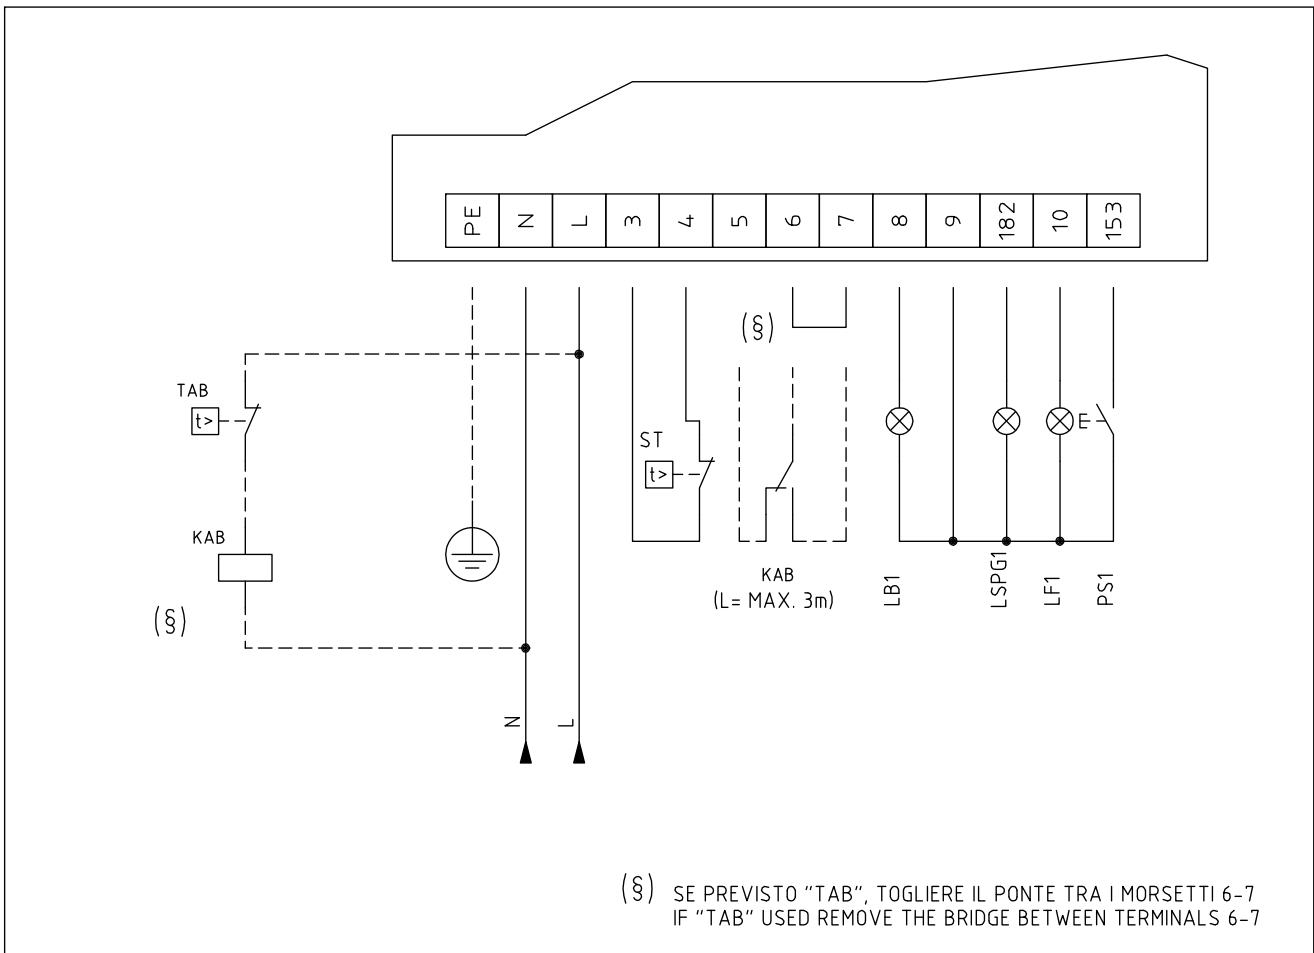 PE N L 3 4 5 6 7 8 9 182 10 153
(§)
TAB
t>
ST
t>
KAB
KAB
(L= MAX. 3m)
LB1
LSPG1
LF1
PS1
E
(§)
N
L
(§) SE PREVISTO "TAB", TOGLIERE IL PONTE TRA I MORSETTI 6-7
IF "TAB" USED REMOVE THE BRIDGE BETWEEN TERMINALS 6-7